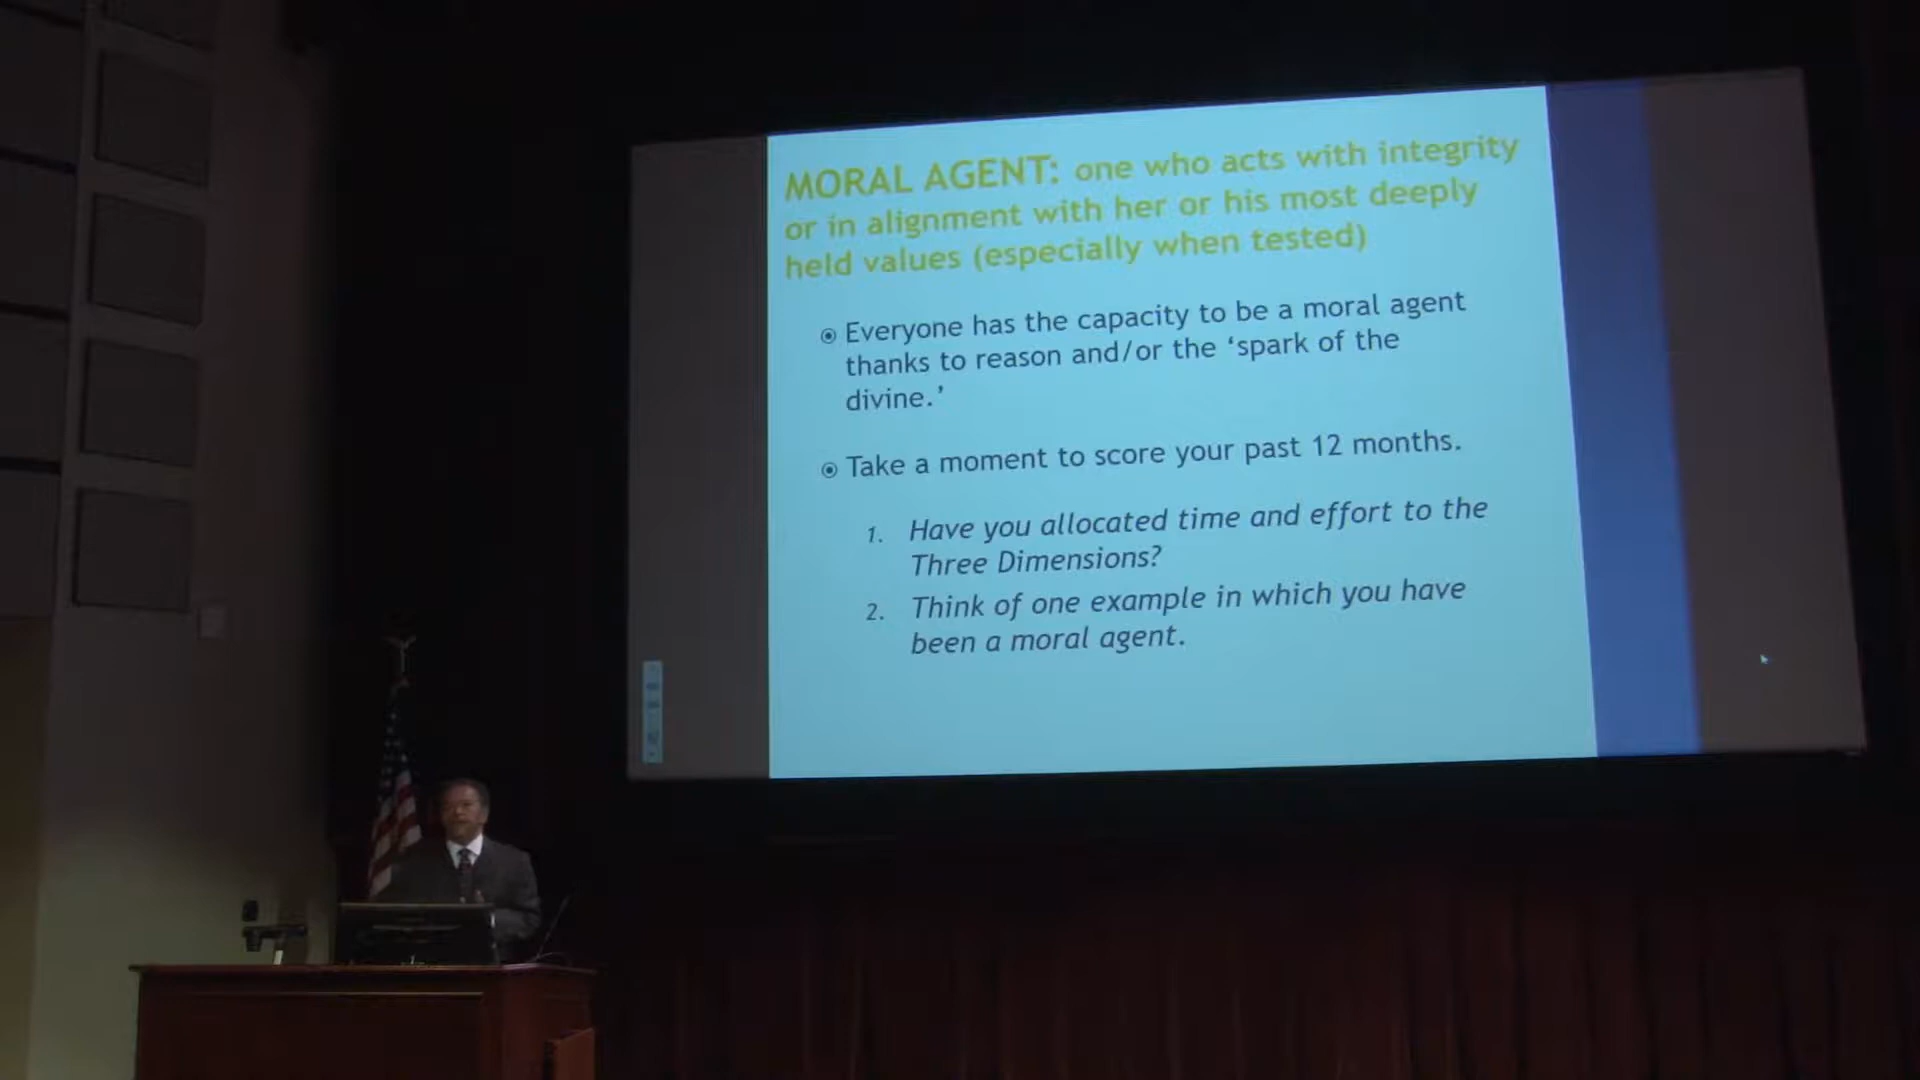 MORAL AGENT: one who acts with integrity
or in alignment with her or his most deeply
held values (especially when tested)
Everyone has the capacity to be a moral agent
thanks to reason and/or the ‘spark of the
divine.’
Take a moment to score your past 12 months.
1. Have you allocated time and effort to the
Three Dimensions?
2. Think of one example in which you have
been a moral agent.